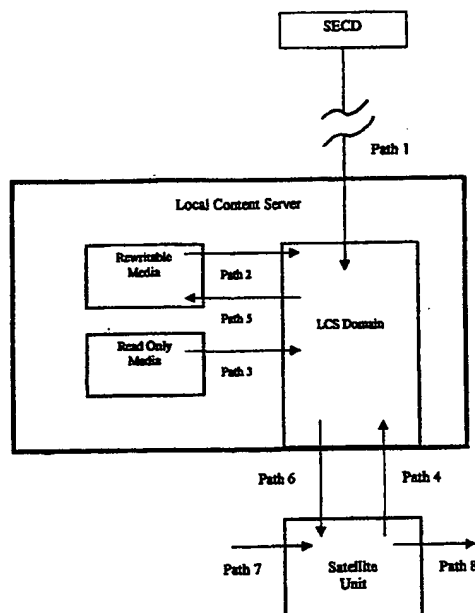 SECD
Path 1
Local Content Server
Rewritable
Media
Path 2
Path 5
LCS Domain
Read Only
Media
Path 3
Path 6
Path 4
Path 7
Satellite
Unit
Path 8